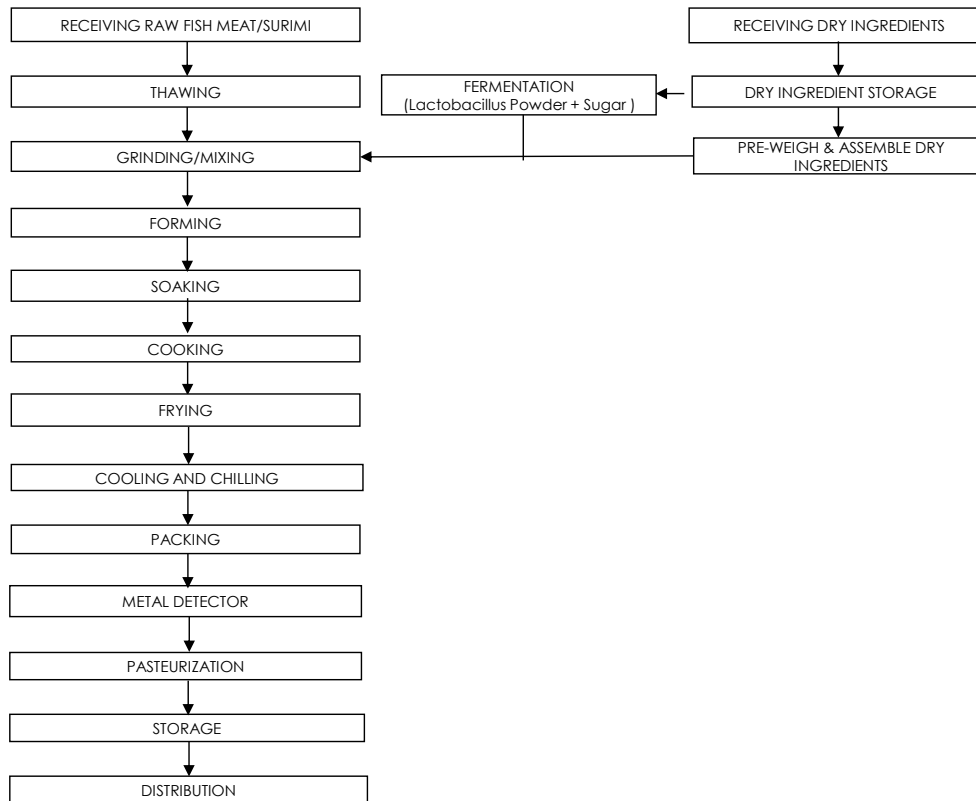 RECEIVING RAW FISH MEAT/SURIMI
RECEIVING DRY INGREDIENTS
THAWING
FERMENTATION
(Lactobacillus Powder + Sugar )
DRY INGREDIENT STORAGE
GRINDING/MIXING
PRE-WEIGH & ASSEMBLE DRY
INGREDIENTS
FORMING
SOAKING
COOKING
FRYING
COOLING AND CHILLING
PACKING
METAL DETECTOR
PASTEURIZATION
STORAGE
DISTRIBUTION